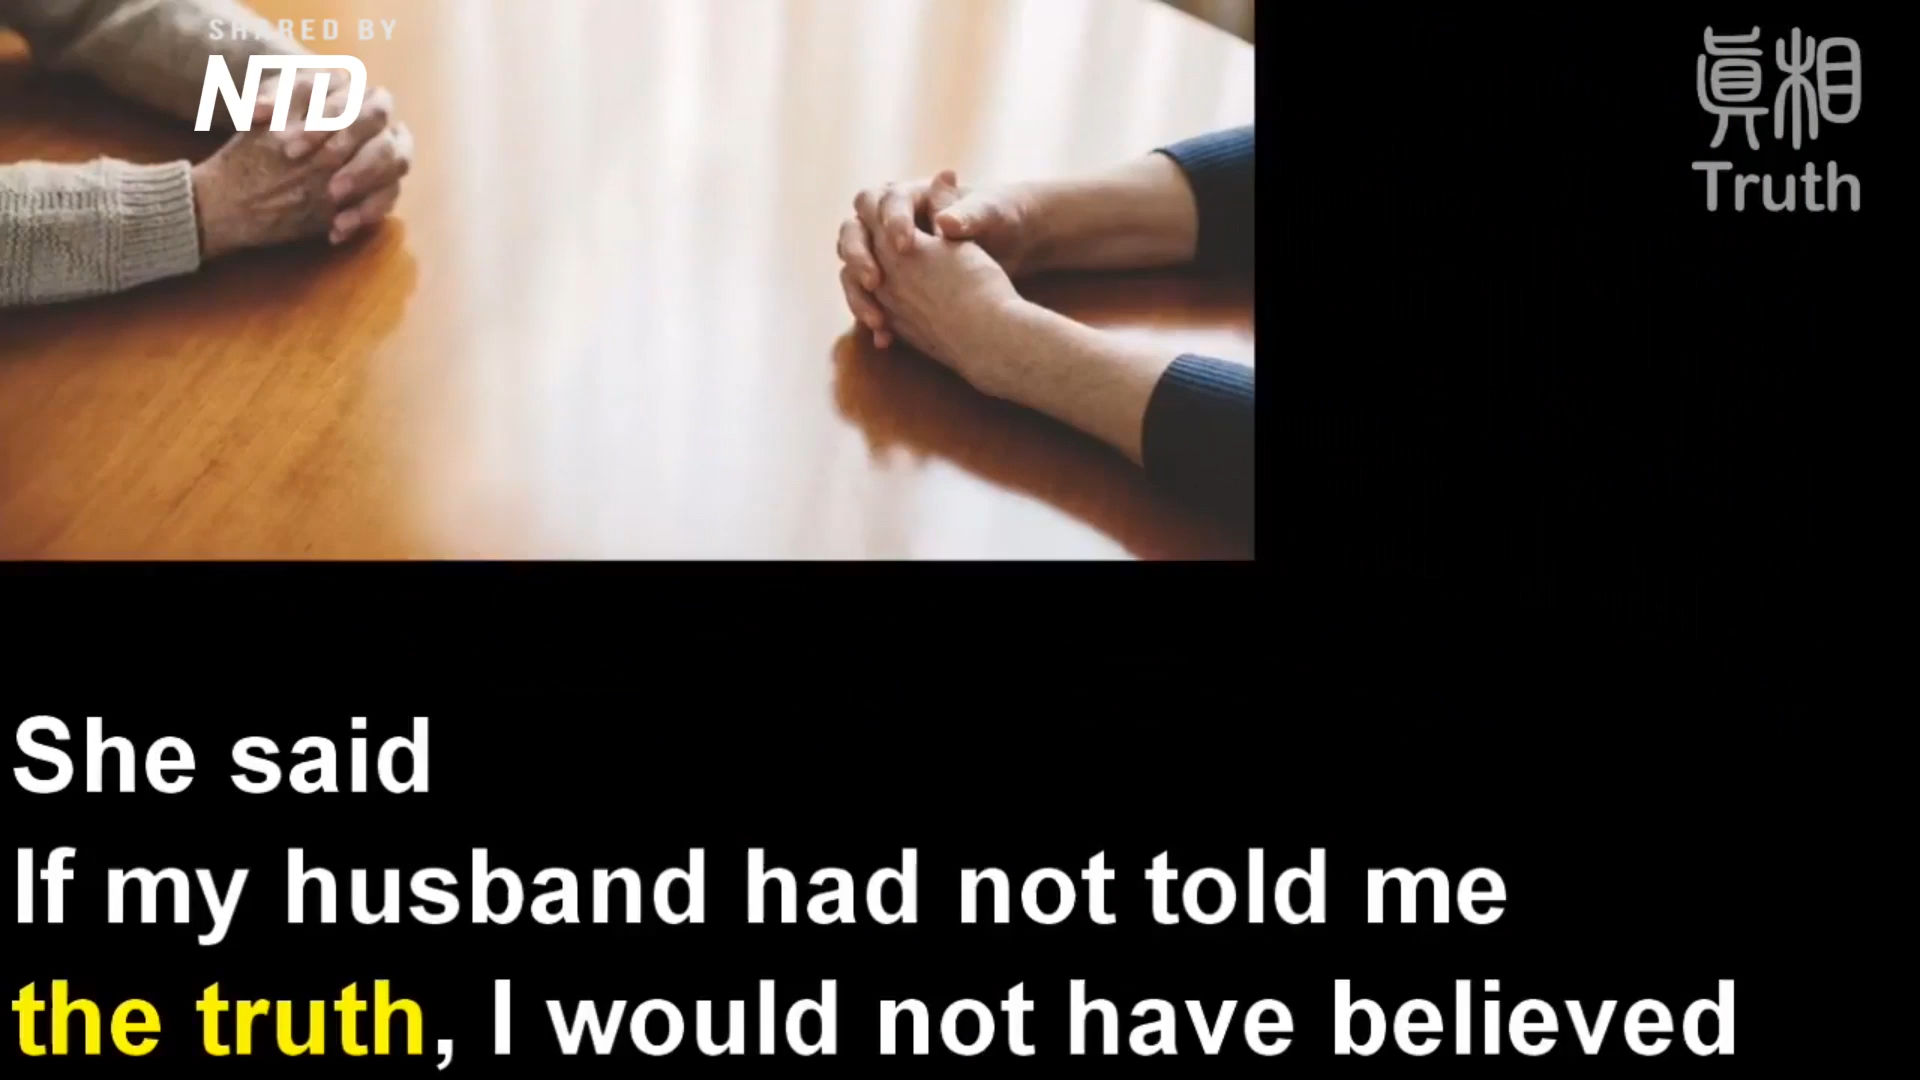 SHARED BY
NTD
眞相
Truth
She said
If my husband had not told me
the truth, I would not have believed